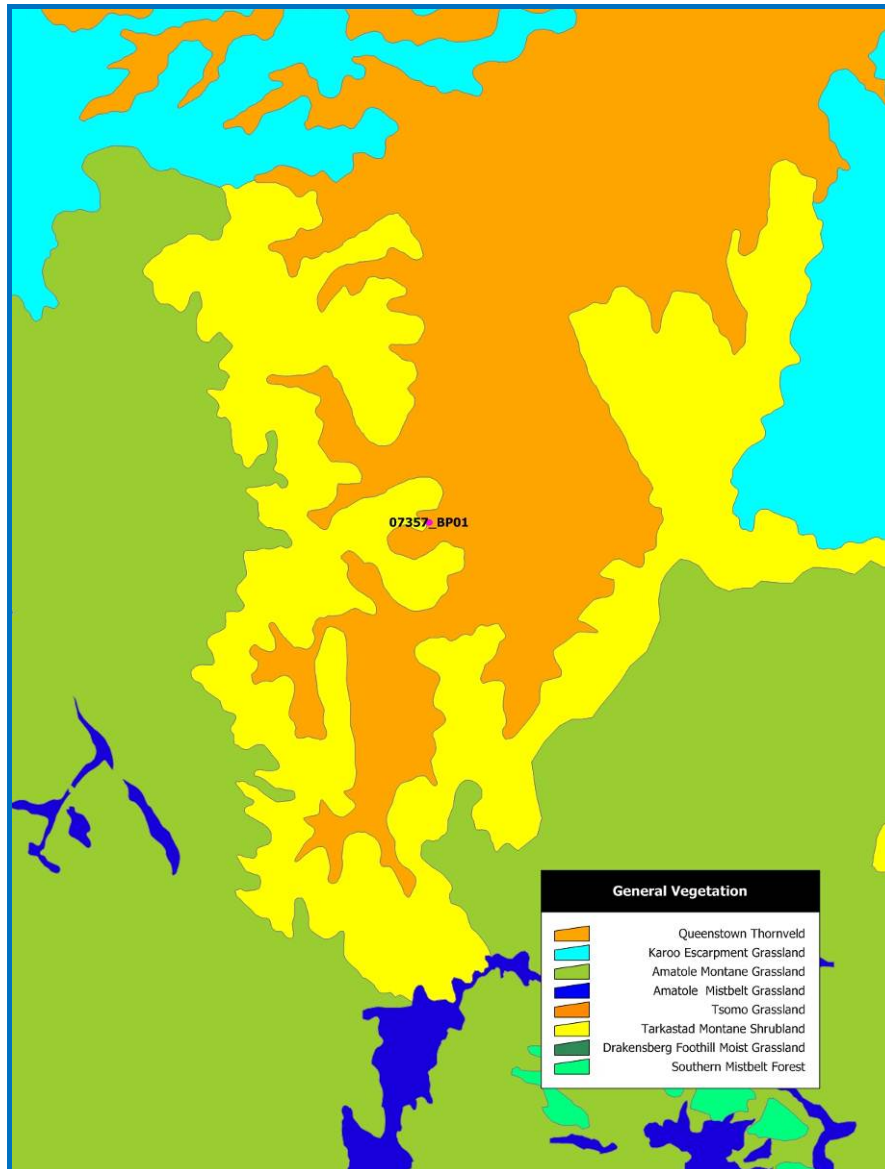 07357_BP01
General Vegetation
Queenstown Thornveld
Karoo Escarpment Grassland
Amatole Montane Grassland
Amatole Mistbelt Grassland
Tsomo Grassland
Tarkastad Montane Shrubland
Drakensberg Foothill Moist Grassland
Southern Mistbelt Forest